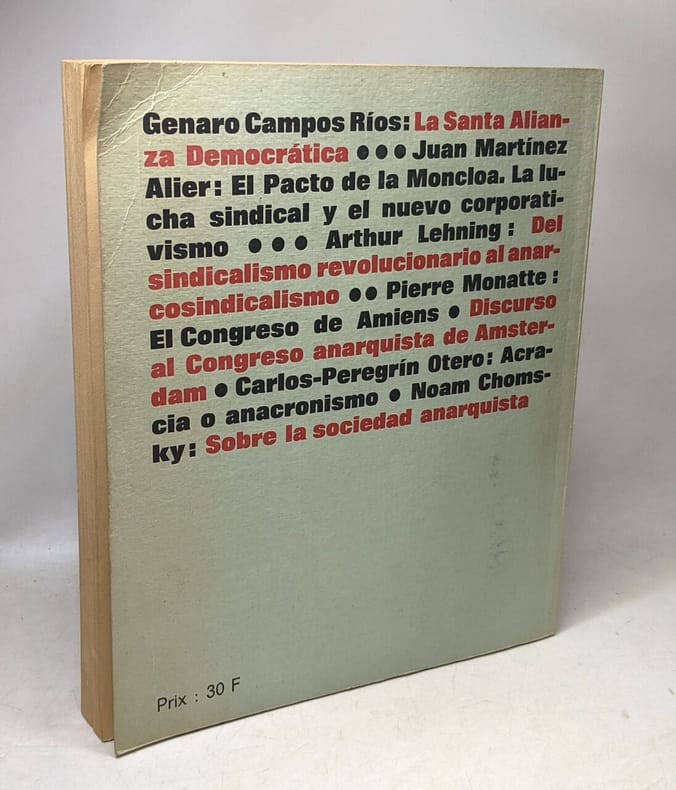 Genaro Campos Ríos: La Santa Alian-
za Democrática ● ● ● Juan Martínez
Alier: El Pacto de la Moncloa. La lu-
cha sindical y el nuevo corporati-
vismo ● ● ● Arthur Lehning: Del
sindicalismo revolucionario al anar-
cosindicalismo ● ● Pierre Monatte:
El Congreso de Amiens ● Discurso
al Congreso anarquista de Amster-
dam ● Carlos-Peregrín Otero: Acra-
cia o anacronismo ● Noam Choms-
ky: Sobre la sociedad anarquista
Prix : 30 F